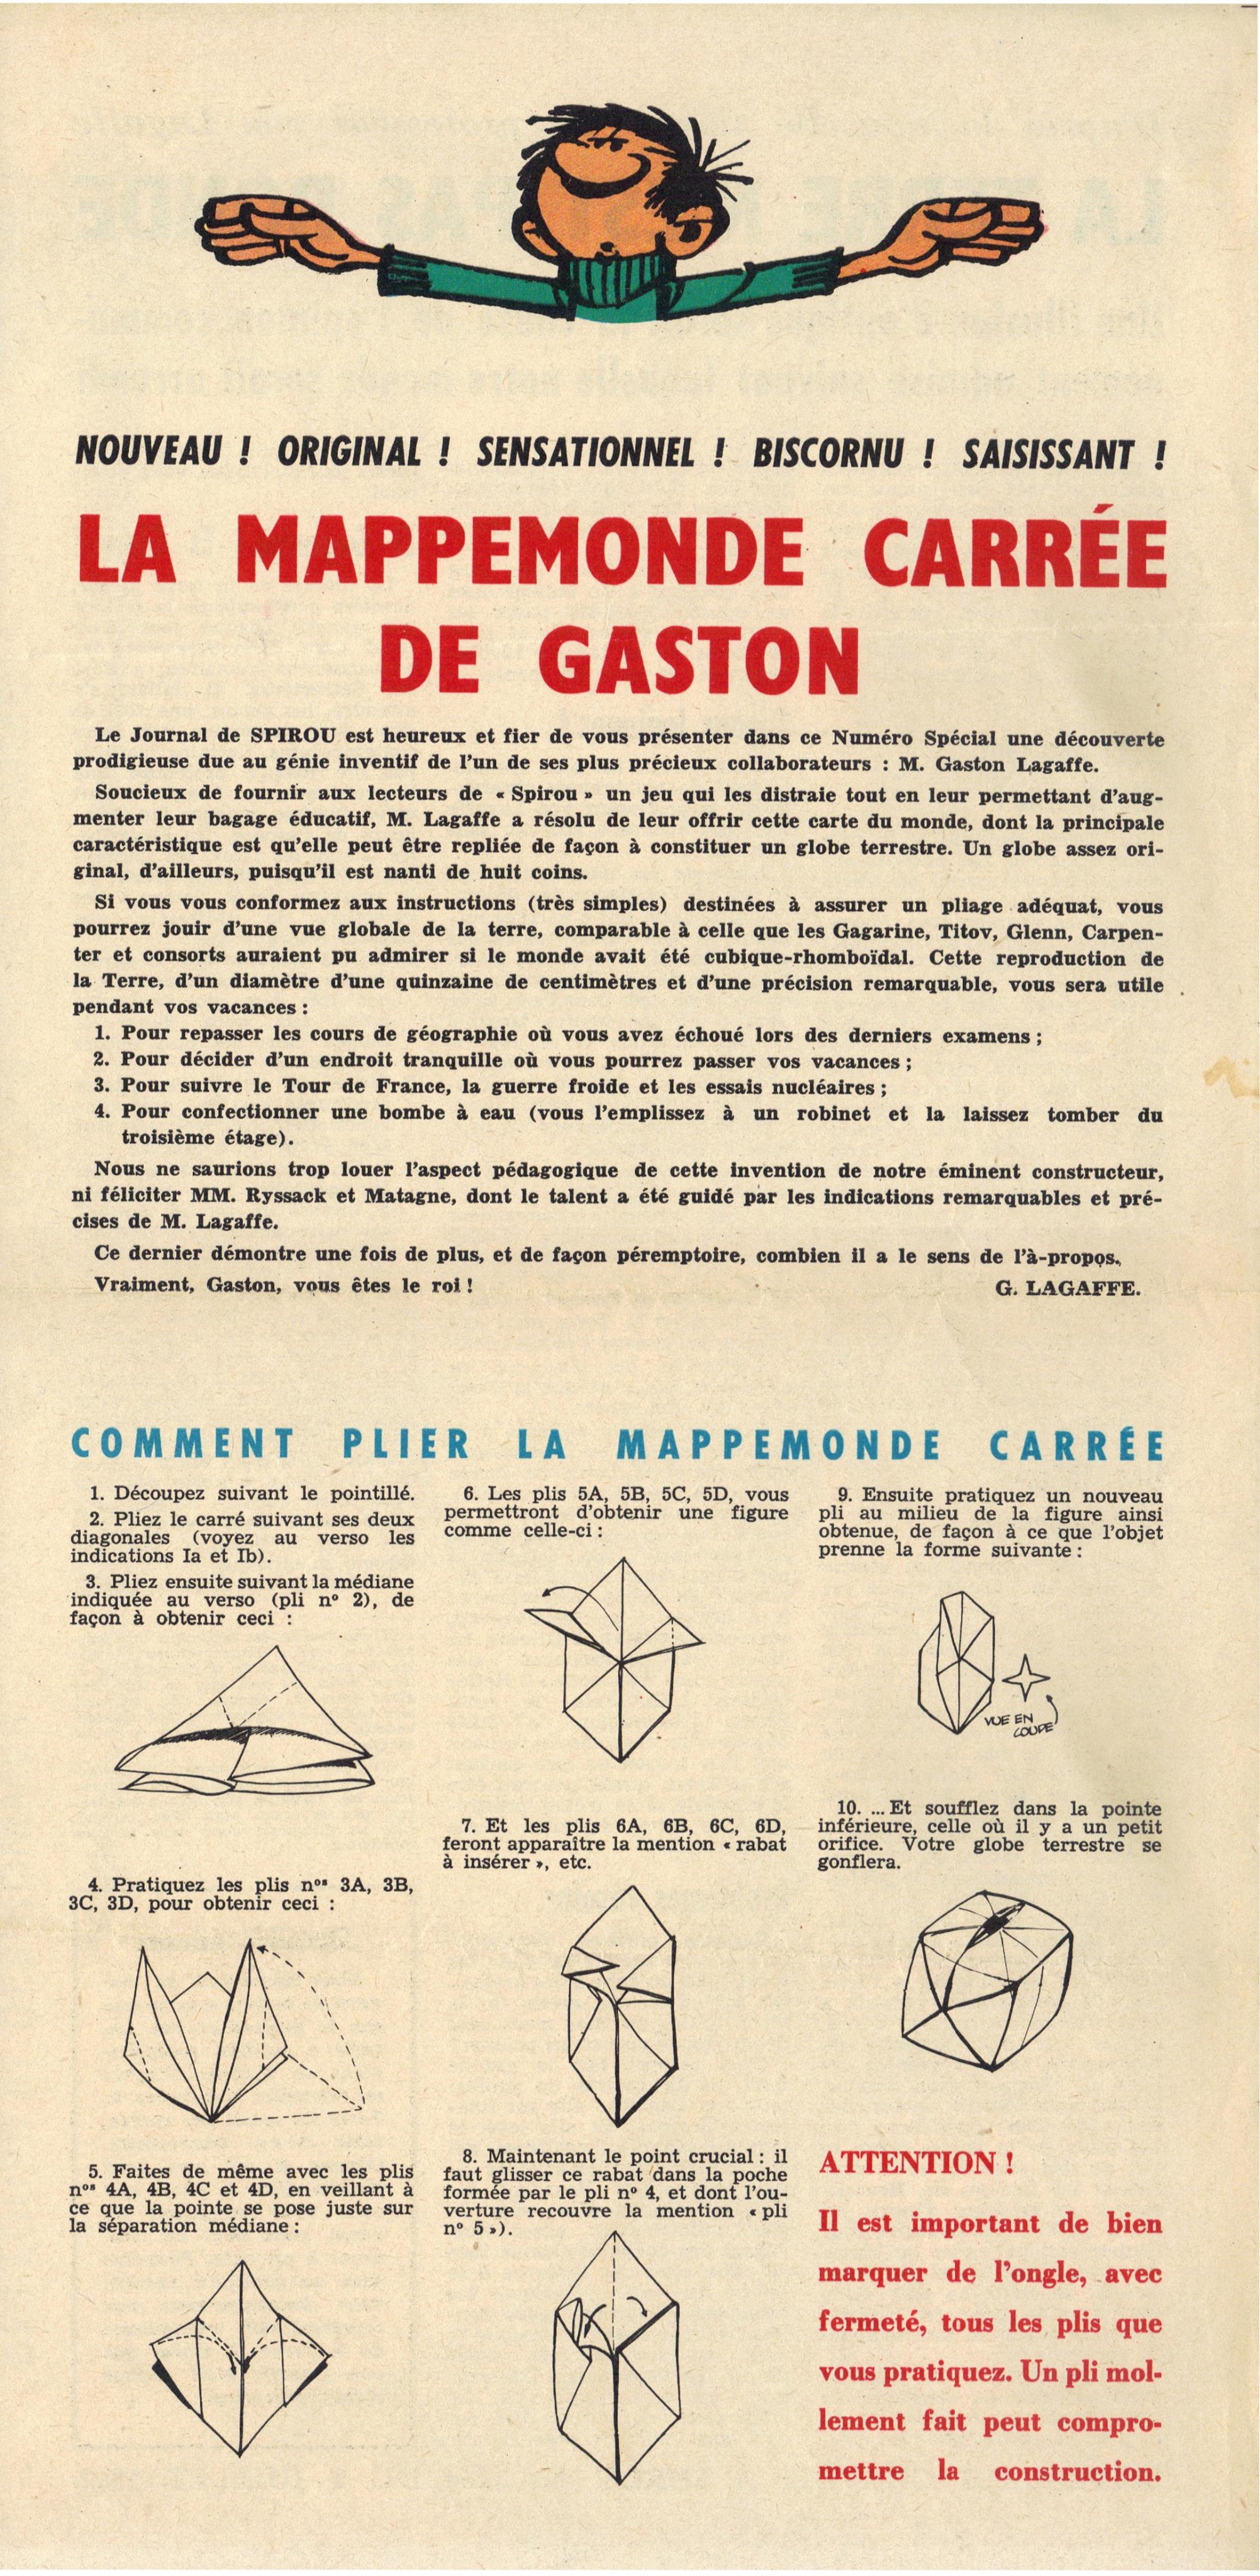 NOUVEAU ! ORIGINAL ! SENSATIONNEL ! BISCORNU ! SAISISSANT !
LA MAPPEMONDE CARRÉE
DE GASTON
Le Journal de SPIROU est heureux et fier de vous présenter dans ce Numéro Spécial une découverte
prodigieuse due au génie inventif de l'un de ses plus précieux collaborateurs : M. Gaston Lagaffe.
Soucieux de fournir aux lecteurs de « Spirou » un jeu qui les distraie tout en leur permettant d'aug-
menter leur bagage éducatif, M. Lagaffe a résolu de leur offrir cette carte du monde, dont la principale
caractéristique est qu'elle peut être repliée de façon à constituer un globe terrestre. Un globe assez ori-
ginal, d'ailleurs, puisqu'il est nanti de huit coins.
Si vous vous conformez aux instructions (très simples) destinées à assurer un pliage adéquat, vous
pourrez jouir d'une vue globale de la terre, comparable à celle que les Gagarine, Titov, Glenn, Carpen-
ter et consorts auraient pu admirer si le monde avait été cubique-rhomboïdal. Cette reproduction de
la Terre, d'un diamètre d'une quinzaine de centimètres et d'une précision remarquable, vous sera utile
pendant vos vacances :
1. Pour repasser les cours de géographie où vous avez échoué lors des derniers examens ;
2. Pour décider d'un endroit tranquille où vous pourrez passer vos vacances ;
3. Pour suivre le Tour de France, la guerre froide et les essais nucléaires ;
4. Pour confectionner une bombe à eau (vous l'emplissez à un robinet et la laissez tomber du
troisième étage).
Nous ne saurions trop louer l'aspect pédagogique de cette invention de notre éminent constructeur,
ni féliciter MM. Ryssack et Matagne, dont le talent a été guidé par les indications remarquables et pré-
cises de M. Lagaffe.
Ce dernier démontre une fois de plus, et de façon péremptoire, combien il a le sens de l'à-propos.
Vraiment, Gaston, vous êtes le roi !
G. LAGAFFE.
COMMENT PLIER LA MAPPEMONDE CARRÉE
1. Découpez suivant le pointillé.
2. Pliez le carré suivant ses deux
diagonales (voyez au verso les
indications Ia et Ib).
3. Pliez ensuite suivant la médiane
indiquée au verso (pli nº 2), de
façon à obtenir ceci :
4. Pratiquez les plis nos 3A, 3B,
3C, 3D, pour obtenir ceci :
5. Faites de même avec les plis
nos 4A, 4B, 4C et 4D, en veillant à
ce que la pointe se pose juste sur
la séparation médiane :
6. Les plis 5A, 5B, 5C, 5D, vous
permettront d'obtenir une figure
comme celle-ci :
7. Et les plis 6A, 6B, 6C, 6D,
feront apparaître la mention « rabat
à insérer », etc.
8. Maintenant le point crucial : il
faut glisser ce rabat dans la poche
formée par le pli nº 4, et dont l'ou-
verture recouvre la mention « pli
nº 5 »).
9. Ensuite pratiquez un nouveau
pli au milieu de la figure ainsi
obtenue, de façon à ce que l'objet
prenne la forme suivante :
VUE EN
COUPE
10. ... Et soufflez dans la pointe
inférieure, celle où il y a un petit
orifice. Votre globe terrestre se
gonflera.
ATTENTION !
Il est important de bien
marquer de l'ongle, avec
fermeté, tous les plis que
vous pratiquez. Un pli mol-
lement fait peut compro-
mettre la construction.